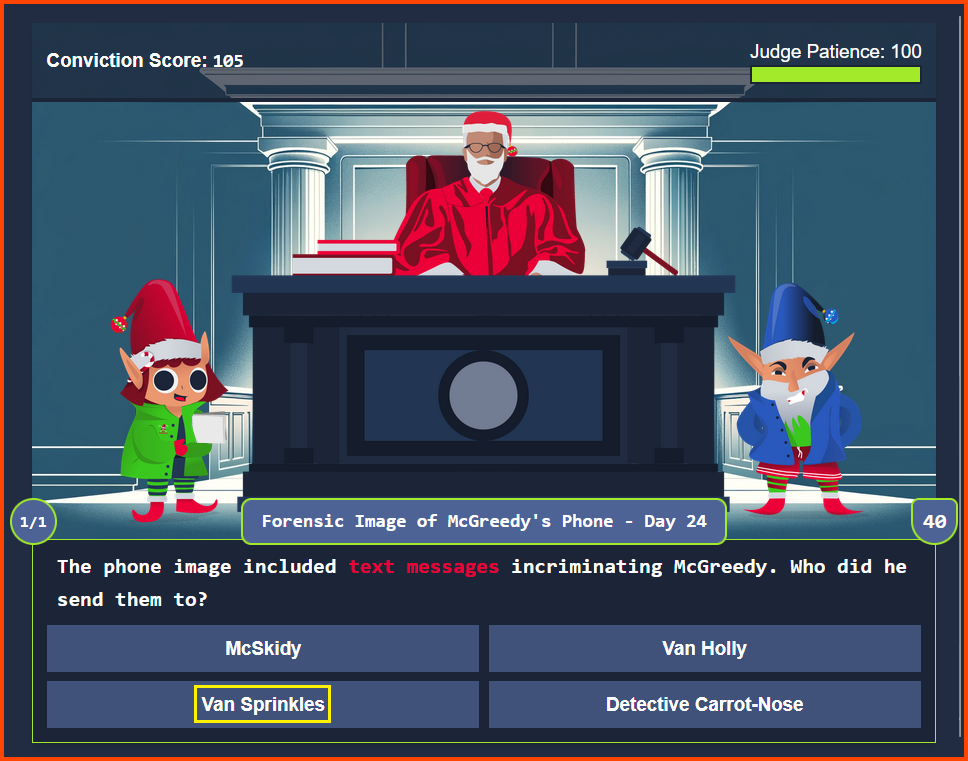 Conviction Score: 105
Judge Patience: 100
1/1
Forensic Image of McGreedy's Phone - Day 24
40
The phone image included text messages incriminating McGreedy. Who did he
send them to?
McSkidy
Van Holly
Van Sprinkles
Detective Carrot-Nose